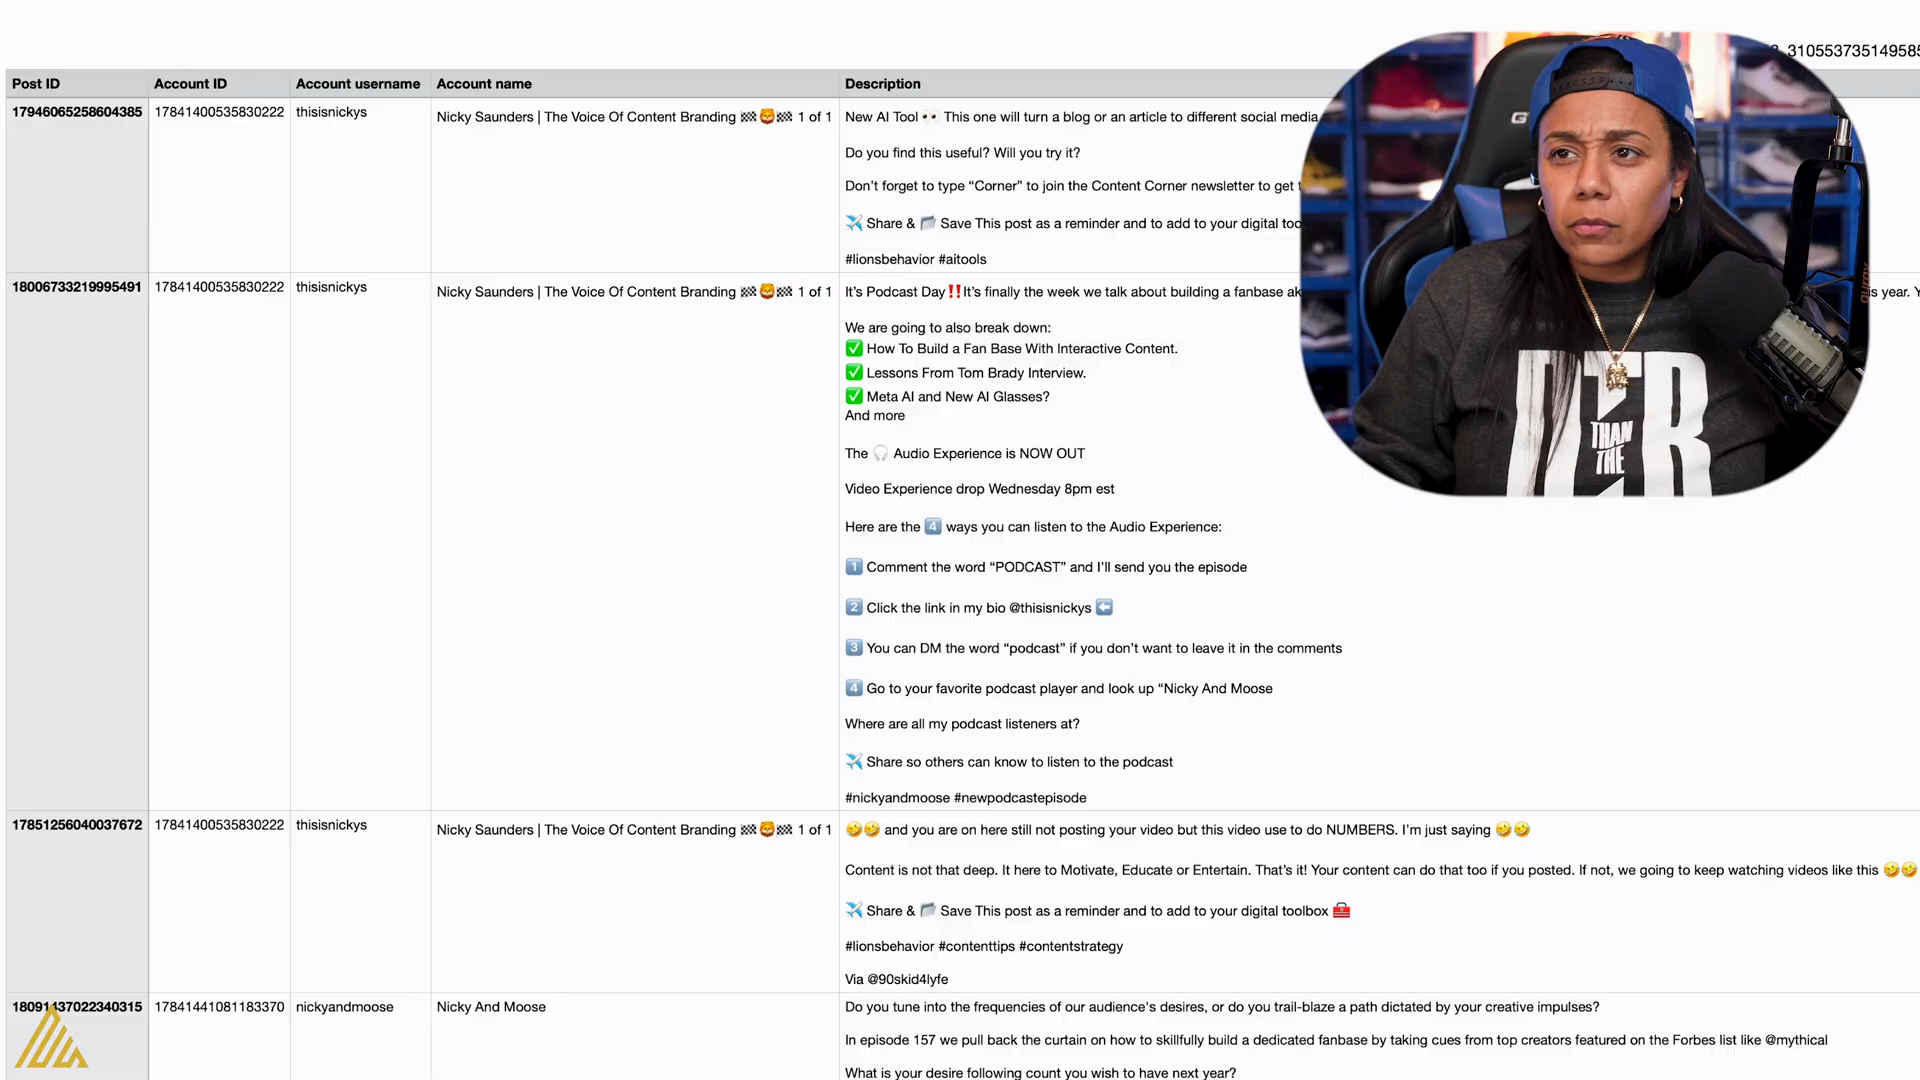 310553735149585
Post ID Account ID Account username Account name Description
17946065258604385 17841400535830222 thisisnickys Nicky Saunders | The Voice Of Content Branding 🏁🦁🏁 1 of 1 New AI Tool 👀 This one will turn a blog or an article to different social media
Do you find this useful? Will you try it?
Don’t forget to type “Corner” to join the Content Corner newsletter to get
✈️ Share & 📁 Save This post as a reminder and to add to your digital
#lionsbehavior #aitools
18006733219995491 17841400535830222 thisisnickys Nicky Saunders | The Voice Of Content Branding 🏁🦁🏁 1 of 1 It’s Podcast Day‼️It’s finally the week we talk about building a fanbase is year.
We are going to also break down:
✅ How To Build a Fan Base With Interactive Content.
✅ Lessons From Tom Brady Interview.
✅ Meta AI and New AI Glasses?
And more
The 🎧 Audio Experience is NOW OUT
Video Experience drop Wednesday 8pm est
Here are the 4️⃣ ways you can listen to the Audio Experience:
1️⃣ Comment the word “PODCAST” and I’ll send you the episode
2️⃣ Click the link in my bio @thisisnickys ⬅️
3️⃣ You can DM the word “podcast” if you don’t want to leave it in the comments
4️⃣ Go to your favorite podcast player and look up “Nicky And Moose
Where are all my podcast listeners at?
✈️ Share so others can know to listen to the podcast
#nickyandmoose #newpodcastepisode
17851256040037672 17841400535830222 thisisnickys Nicky Saunders | The Voice Of Content Branding 🏁🦁🏁 1 of 1 🤣🤣 and you are on here still not posting your video but this video use to do NUMBERS. I’m just saying 🤣🤣
Content is not that deep. It here to Motivate, Educate or Entertain. That’s it! Your content can do that too if you posted. If not, we going to keep watching videos like this 🤣🤣
✈️ Share & 📁 Save This post as a reminder and to add to your digital toolbox 🧰
#lionsbehavior #contenttips #contentstrategy
Via @90skid4lyfe
18091437022340315 17841441081183370 nickyandmoose Nicky And Moose Do you tune into the frequencies of our audience's desires, or do you trail-blaze a path dictated by your creative impulses?
In episode 157 we pull back the curtain on how to skillfully build a dedicated fanbase by taking cues from top creators featured on the Forbes list like @mythical
What is your desire following count you wish to have next year?
THAN
THE